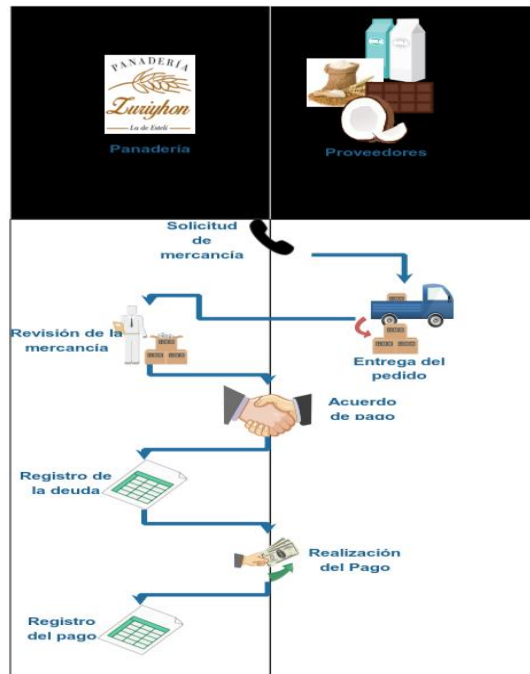 PANADERÍA
Zurighon
La de Estelí
Panadería
Proveedores
Solicitud
de
mercancía
Revisión de la
mercancía
Entrega del
pedido
Acuerdo
de pago
Registro de
la deuda
Realización
del Pago
Registro
del pago